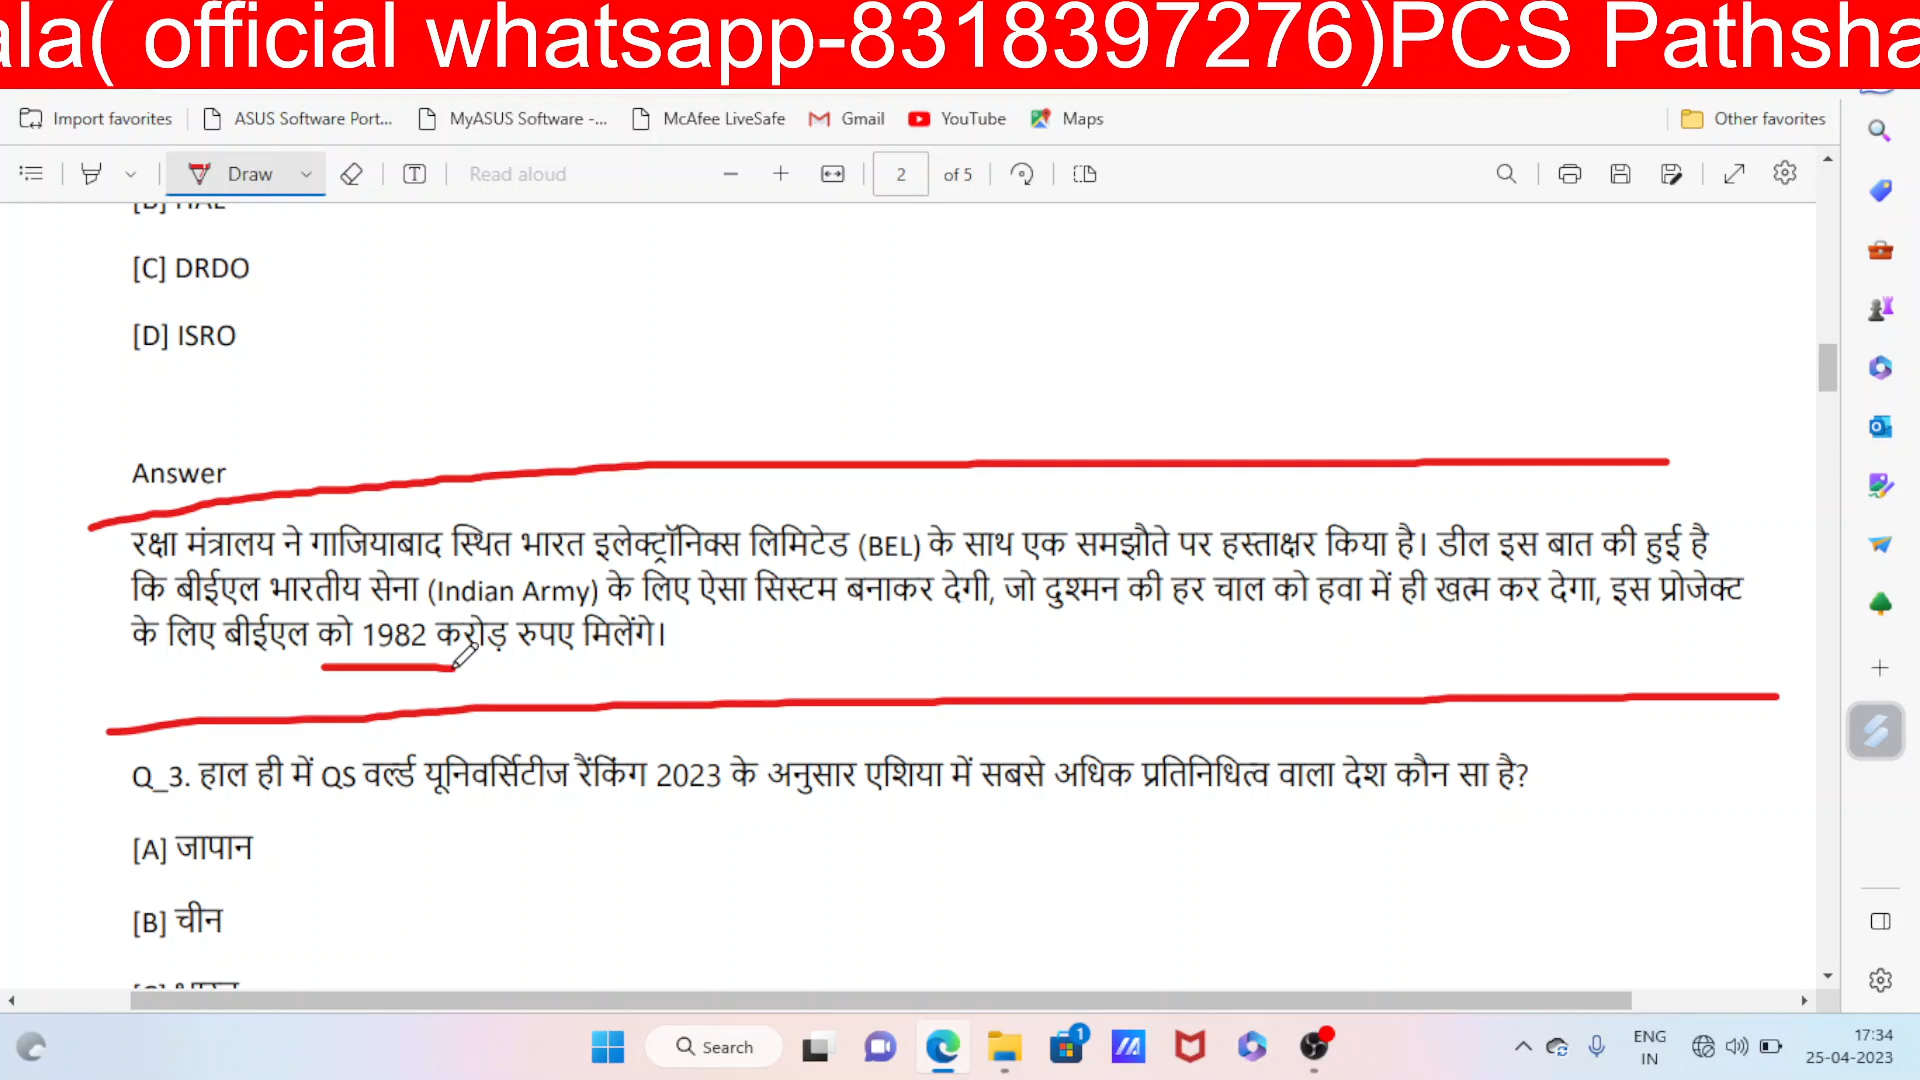 ala( official whatsapp-8318397276)PCS Pathsha
Import favorites ASUS Software Port... MyASUS Software -... McAfee LiveSafe Gmail YouTube Maps Other favorites
Draw Read aloud 2 of 5
[B] HAL
[C] DRDO
[D] ISRO
Answer
रक्षा मंत्रालय ने गाजियाबाद स्थित भारत इलेक्ट्रॉनिक्स लिमिटेड (BEL) के साथ एक समझौते पर हस्ताक्षर किया है। डील इस बात की हुई है
कि बीईएल भारतीय सेना (Indian Army) के लिए ऐसा सिस्टम बनाकर देगी, जो दुश्मन की हर चाल को हवा में ही खत्म कर देगा, इस प्रोजेक्ट
के लिए बीईएल को 1982 करोड़ रुपए मिलेंगे।
Q_3. हाल ही में QS वर्ल्ड यूनिवर्सिटीज रैंकिंग 2023 के अनुसार एशिया में सबसे अधिक प्रतिनिधित्व वाला देश कौन सा है?
[A] जापान
[B] चीन
Search 1 ENG 17:34
IN 25-04-2023